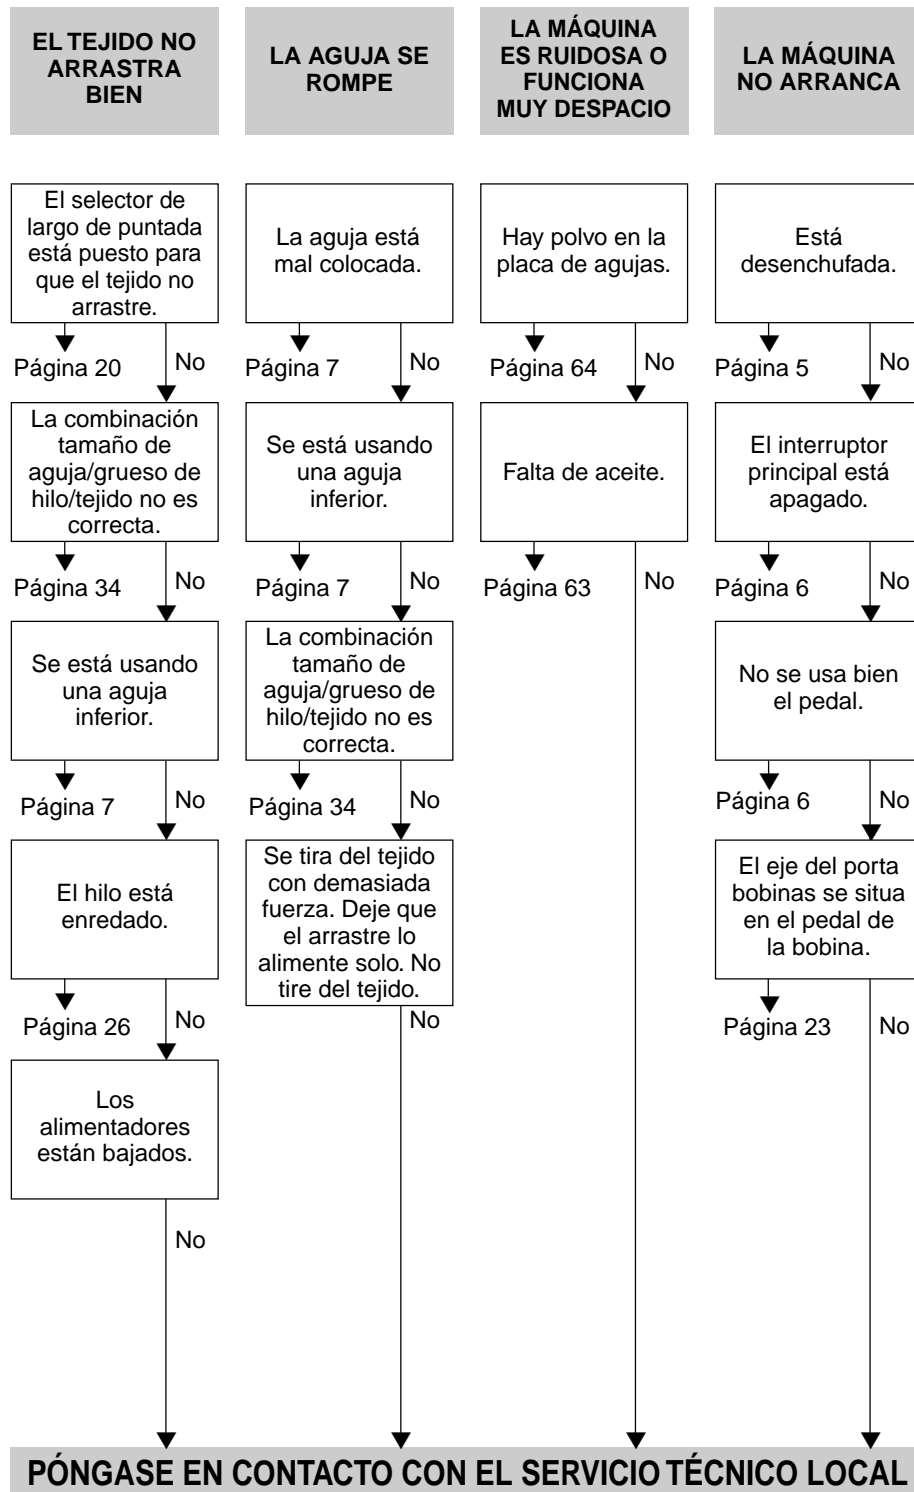 EL TEJIDO NO
ARRASTRA
BIEN
El selector de
largo de puntada
está puesto para
que el tejido no
arrastre.
Página 20
No
La combinación
tamaño de
aguja/grueso de
hilo/tejido no es
correcta.
Página 34
No
Se está usando
una aguja
inferior.
Página 7
No
El hilo está
enredado.
Página 26
No
Los
alimentadores
están bajados.
No
LA AGUJA SE
ROMPE
La aguja está
mal colocada.
Página 7
No
Se está usando
una aguja
inferior.
Página 7
No
La combinación
tamaño de
aguja/grueso de
hilo/tejido no es
correcta.
Página 34
No
Se tira del tejido
con demasiada
fuerza. Deje que
el arrastre lo
alimente solo. No
tire del tejido.
No
LA MÁQUINA
ES RUIDOSA O
FUNCIONA
MUY DESPACIO
Hay polvo en la
placa de agujas.
Página 64
No
Falta de aceite.
Página 63
No
LA MÁQUINA
NO ARRANCA
Está
desenchufada.
Página 5
No
El interruptor
principal está
apagado.
Página 6
No
No se usa bien
el pedal.
Página 6
No
El eje del porta
bobinas se situa
en el pedal de
la bobina.
Página 23
No
PÓNGASE EN CONTACTO CON EL SERVICIO TÉCNICO LOCAL